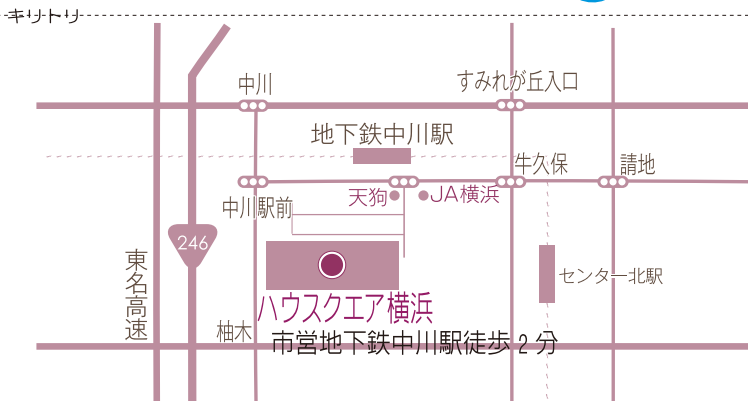 キリトリ
中川
すみれが丘入口
地下鉄中川駅
牛久保
請地
天狗
JA横浜
中川駅前
246
東名高速
センター北駅
ハウスクエア横浜
柚木
市営地下鉄中川駅徒歩2分